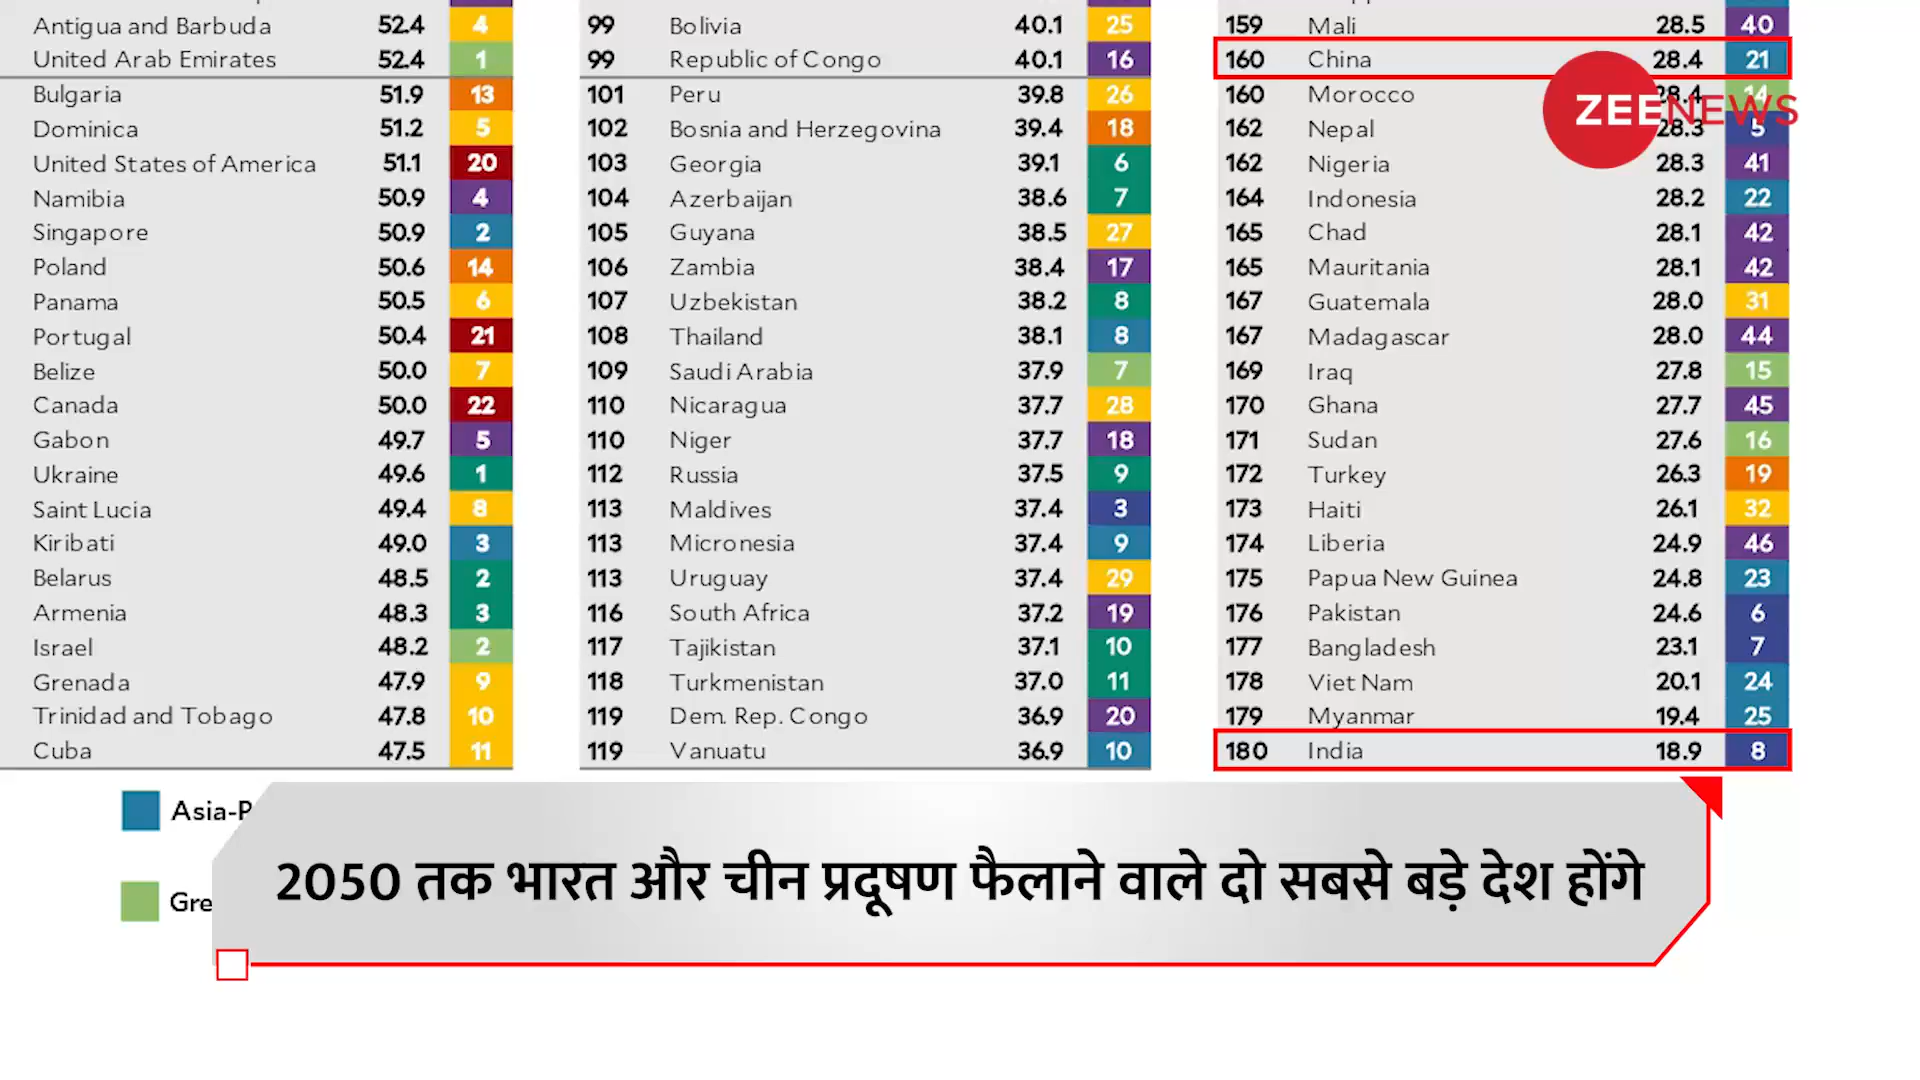 Antigua and Barbuda 52.4 4
United Arab Emirates 52.4 1
Bulgaria 51.9 13
Dominica 51.2 5
United States of America 51.1 20
Namibia 50.9 4
Singapore 50.9 2
Poland 50.6 14
Panama 50.5 6
Portugal 50.4 21
Belize 50.0 7
Canada 50.0 22
Gabon 49.7 5
Ukraine 49.6 1
Saint Lucia 49.4 8
Kiribati 49.0 3
Belarus 48.5 2
Armenia 48.3 3
Israel 48.2 2
Grenada 47.9 9
Trinidad and Tobago 47.8 10
Cuba 47.5 11
99 Bolivia 40.1 25
99 Republic of Congo 40.1 16
101 Peru 39.8 26
102 Bosnia and Herzegovina 39.4 18
103 Georgia 39.1 6
104 Azerbaijan 38.6 7
105 Guyana 38.5 27
106 Zambia 38.4 17
107 Uzbekistan 38.2 8
108 Thailand 38.1 8
109 Saudi Arabia 37.9 7
110 Nicaragua 37.7 28
110 Niger 37.7 18
112 Russia 37.5 9
113 Maldives 37.4 3
113 Micronesia 37.4 9
113 Uruguay 37.4 29
116 South Africa 37.2 19
117 Tajikistan 37.1 10
118 Turkmenistan 37.0 11
119 Dem. Rep. Congo 36.9 20
119 Vanuatu 36.9 10
159 Mali 28.5 40
160 China 28.4 21
160 Morocco 28.4 14
162 Nepal 28.3 5
162 Nigeria 28.3 41
164 Indonesia 28.2 22
165 Chad 28.1 42
165 Mauritania 28.1 42
167 Guatemala 28.0 31
167 Madagascar 28.0 44
169 Iraq 27.8 15
170 Ghana 27.7 45
171 Sudan 27.6 16
172 Turkey 26.3 19
173 Haiti 26.1 32
174 Liberia 24.9 46
175 Papua New Guinea 24.8 23
176 Pakistan 24.6 6
177 Bangladesh 23.1 7
178 Viet Nam 20.1 24
179 Myanmar 19.4 25
180 India 18.9 8
ZEENEWS
Asia-P
Gre
2050 तक भारत और चीन प्रदूषण फैलाने वाले दो सबसे बड़े देश होंगे